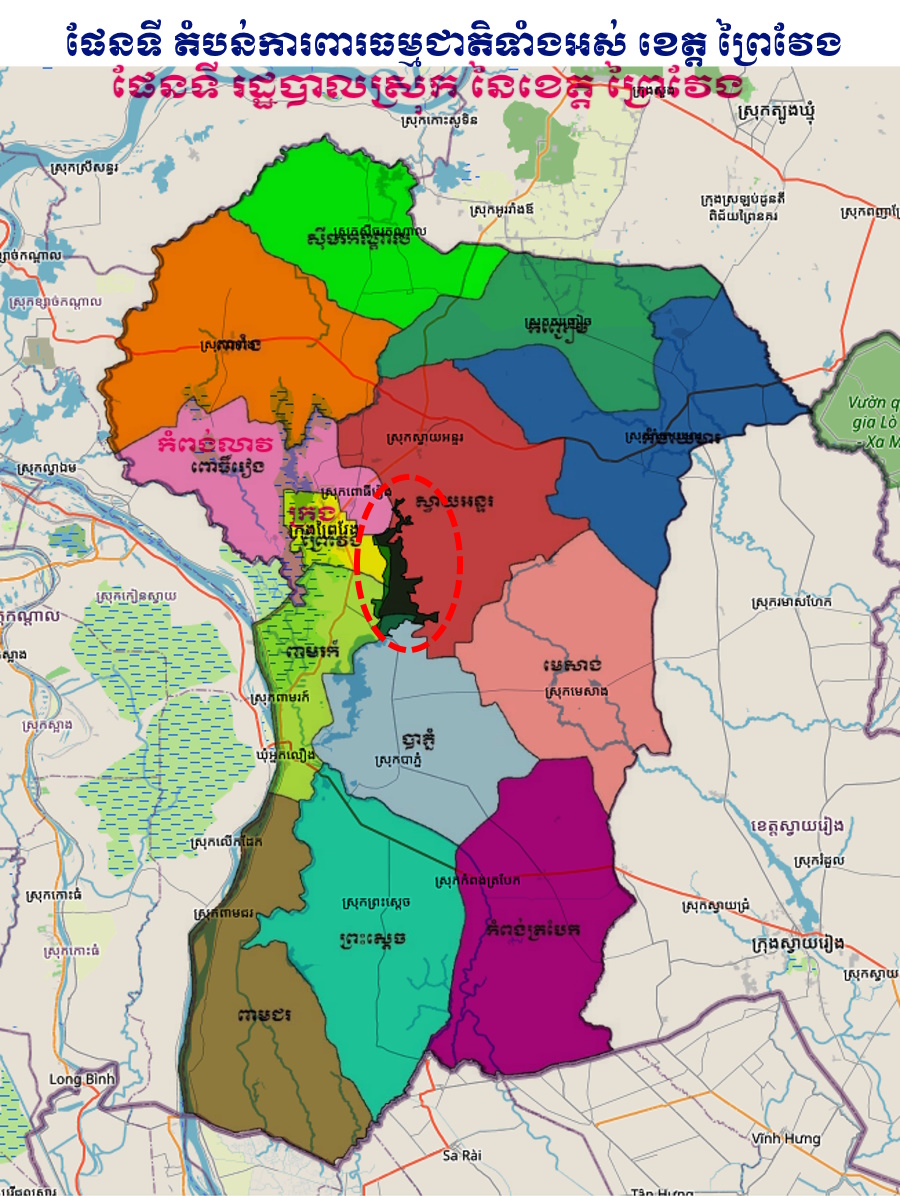 ផែនទី តំបន់ការពារធម្មជាតិទាំងអស់ ខេត្ត ព្រៃវែង
ផែនទី រដ្ឋបាលស្រុក នៃខេត្ត ព្រៃវែង
ក្រុងសួង
ស្រុកត្បូងឃ្មុំ
ស្រុកកោះសូទិន
ស្រុកស្រីសន្ធរ
ស្រុកអូររាំងឪ
ក្រុងស្រឡប់ដូនតី
ពិជ័យព្រៃនគរ
ស្រុកពញាក្រ
ស្រុកស៊ីធរកណ្ដាល
ខ្សាច់កណ្ដាល
ស្រុកខ្សាច់កណ្ដាល
ស្រុកកញ្ច្រៀច
កញ្ច្រៀច
Vườn q
gia Lò
- Xa M
កំពង់លាវ
ពោធិ៍រៀង
ស្រុកស្វាយអន្ទរ
ស្រុកល្វាឯម
ស្រុកពោធិ៍រៀង
ស្វាយអន្ទរ
ក្រុង
ក្រុងព្រៃវែង
ព្រៃវែង
ស្រុកកៀនស្វាយ
ស្រុករមាសហែក
ពាមរក៍
មេសាង
ស្រុកមេសាង
ស្រុកពាមរក៍
ស្រុកស្អាង
បាភ្នំ
ស្រុកបាភ្នំ
ឃុំអ្នកលឿង
ខេត្តស្វាយរៀង
ស្រុករំដួល
ស្រុកលើកដែក
ស្រុកកំពង់ត្របែក
ស្រុកកោះធំ
ស្រុកព្រះស្ដេច
ស្រុកពាមជរ
ស្រុកស្វាយជ្រំ
កំពង់ត្របែក
ព្រះស្ដេច
ក្រុងស្វាយរៀង
ស្រុកកោះធំ
ស្រុកស្វាយ
ពាមជរ
Long Bình
Sa Rài
Vĩnh Hưng
Tân Hưng